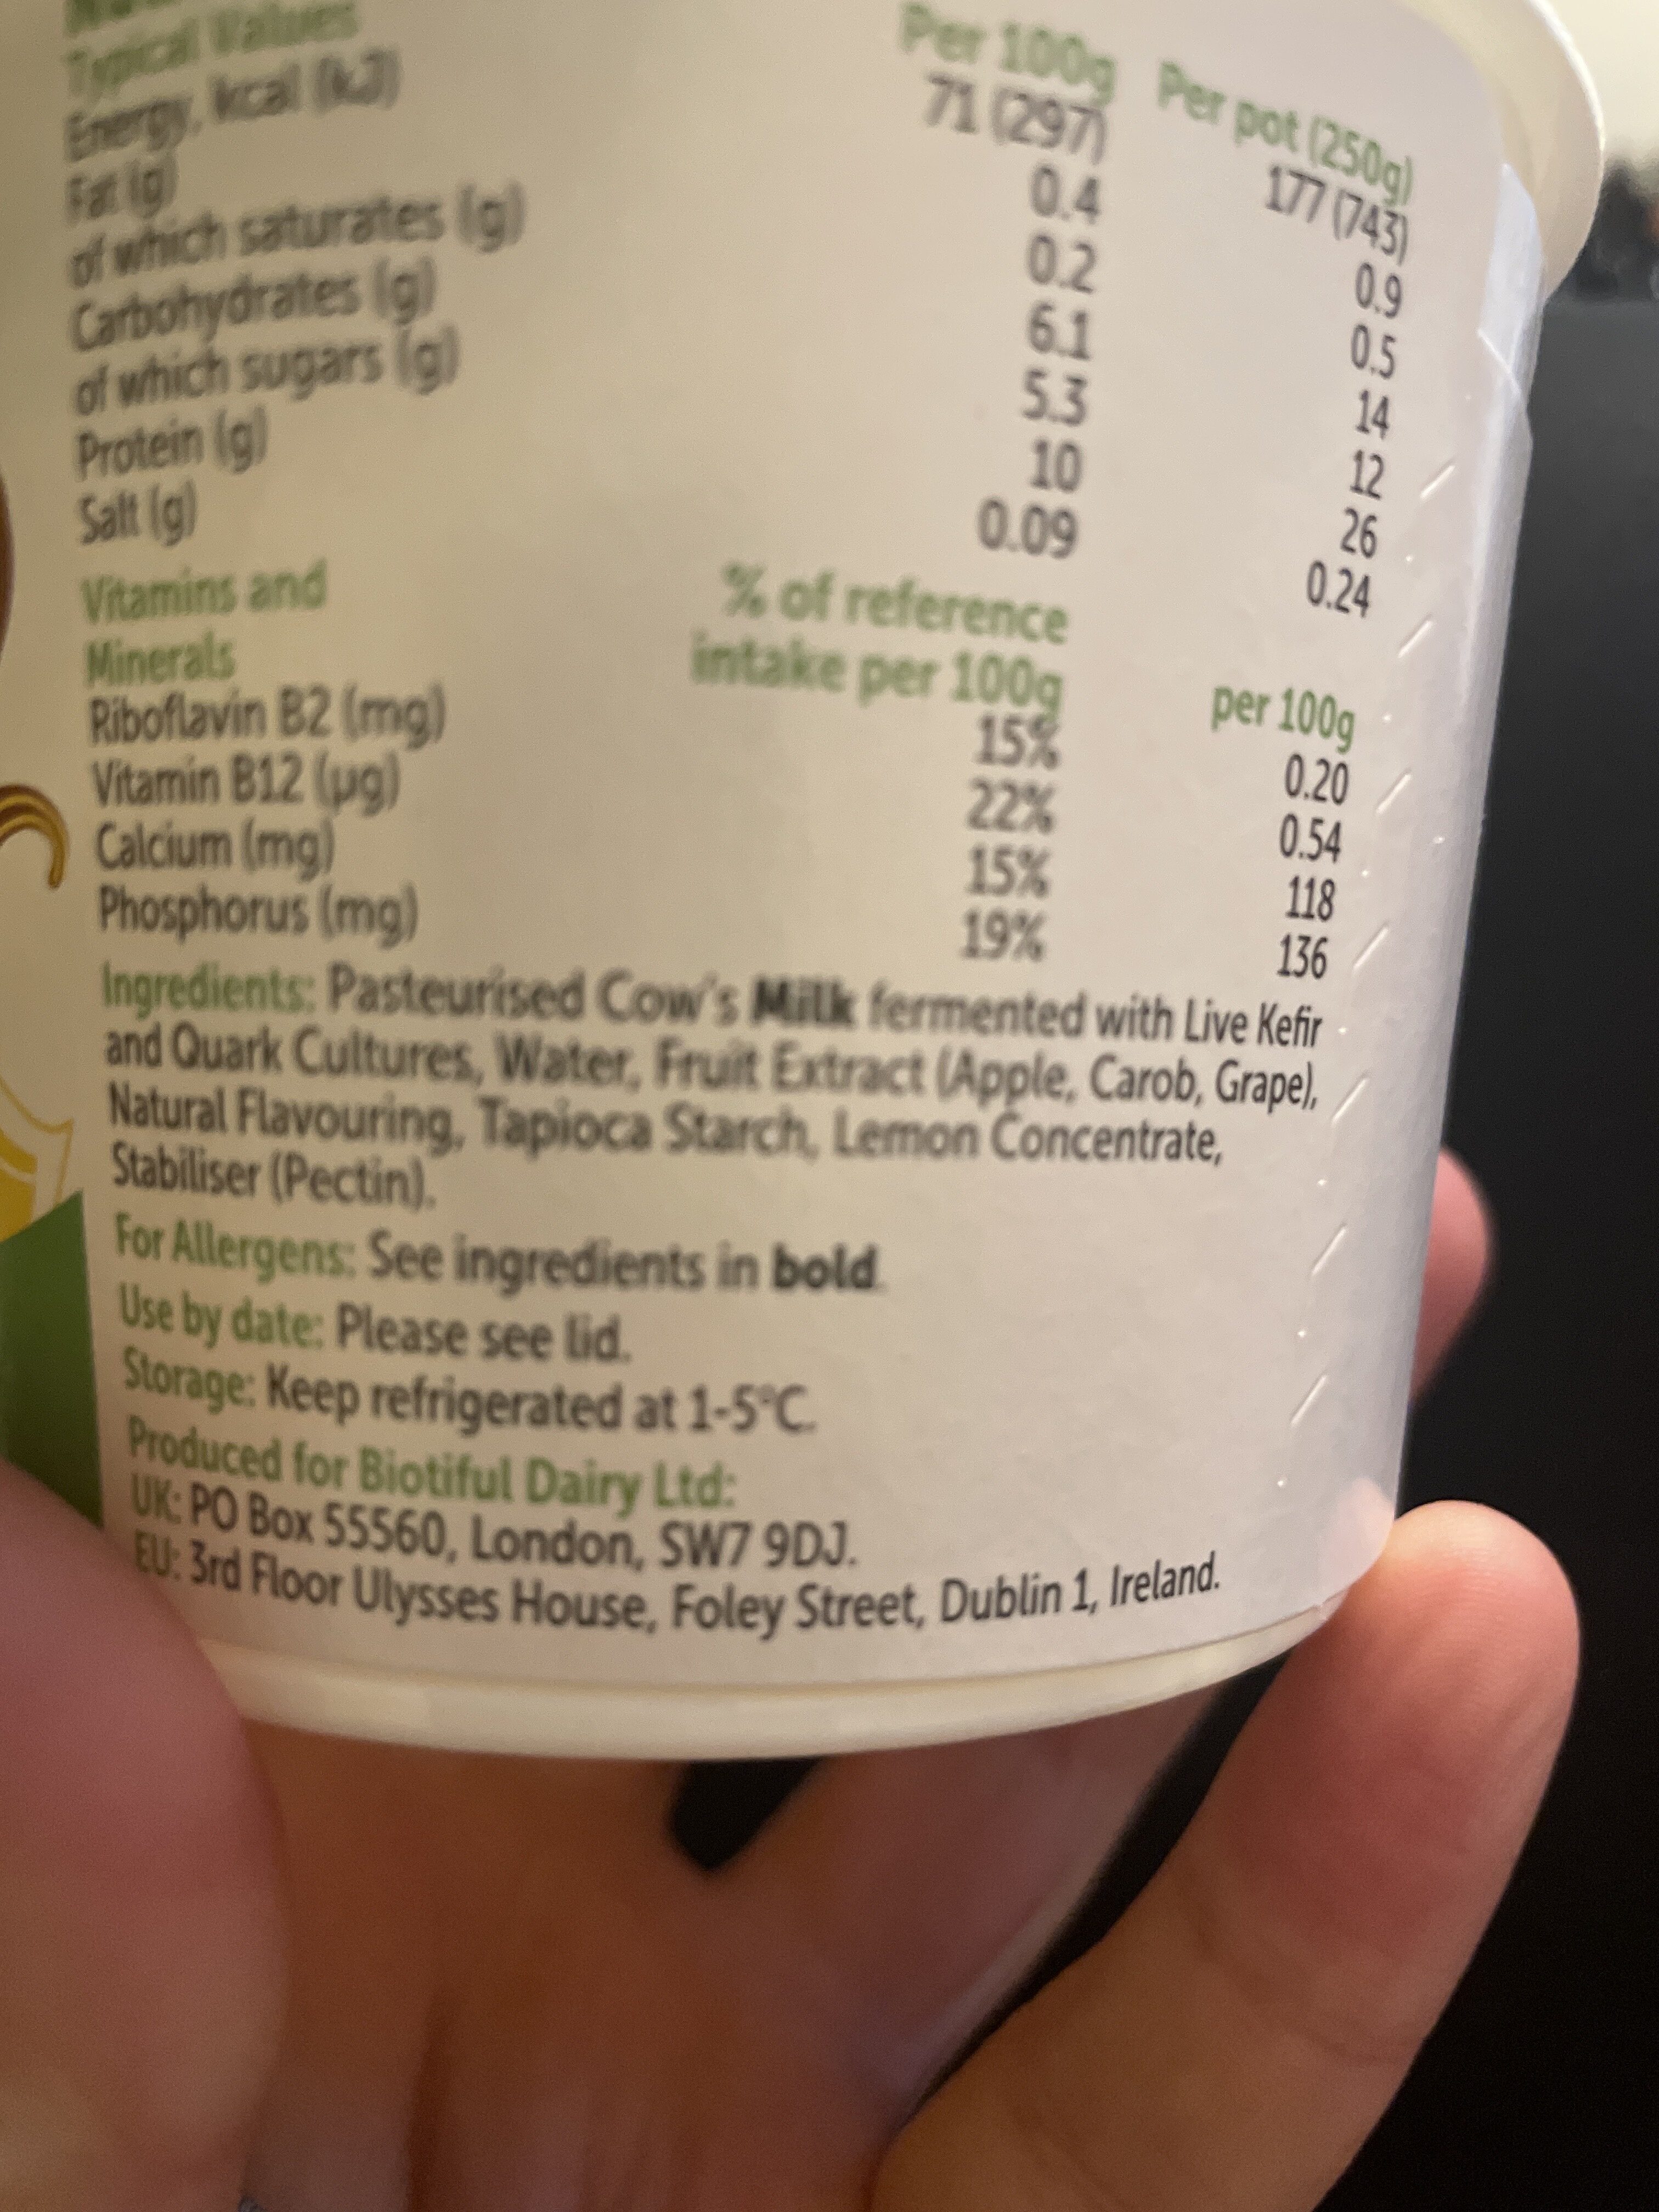 Typical Values Per 100g Per pot (250g)
Energy, kcal (kJ) 71 (297) 177 (743)
Fat (g) 0.4 0.9
of which saturates (g) 0.2 0.5
Carbohydrates (g) 6.1 14
of which sugars (g) 5.3 12
Protein (g) 10 26
Salt (g) 0.09 0.24
Vitamins and % of reference
Minerals intake per 100g per 100g
Riboflavin B2 (mg) 15% 0.20
Vitamin B12 (µg) 22% 0.54
Calcium (mg) 15% 118
Phosphorus (mg) 19% 136
Ingredients: Pasteurised Cow's Milk fermented with Live Kefir
and Quark Cultures, Water, Fruit Extract (Apple, Carob, Grape),
Natural Flavouring, Tapioca Starch, Lemon Concentrate,
Stabiliser (Pectin).
For Allergens: See ingredients in bold.
Use by date: Please see lid.
Storage: Keep refrigerated at 1-5°C.
Produced for Biotiful Dairy Ltd:
UK: PO Box 55560, London, SW7 9DJ.
EU: 3rd Floor Ulysses House, Foley Street, Dublin 1, Ireland.